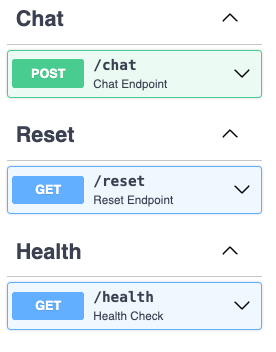 Chat
POST /chat
Chat Endpoint
Reset
GET /reset
Reset Endpoint
Health
GET /health
Health Check